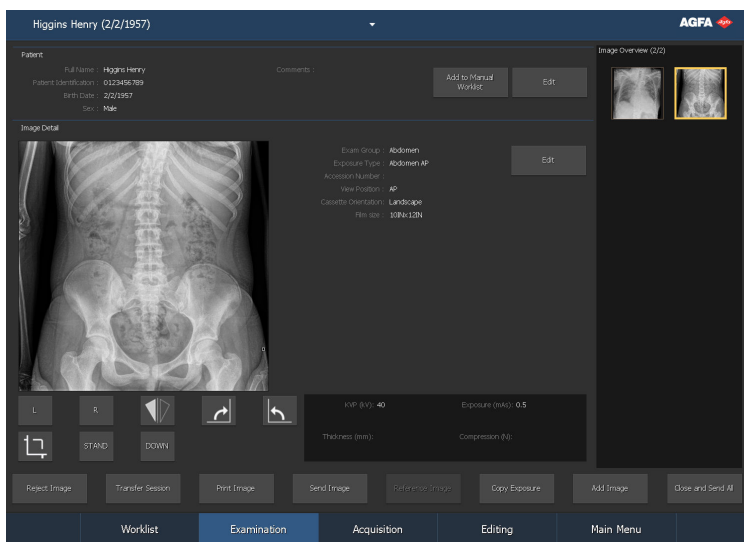 Higgins Henry (2/2/1957)
AGFA
Patient
Full Name : Higgins Henry
Patient Identification : 0123456789
Birth Date : 2/2/1957
Sex : Male
Comments :
Add to Manual
Worklist
Edit
Image Overview (2/2)
Image Detail
Exam Group : Abdomen
Exposure Type : Abdomen AP
Accession Number :
View Position : AP
Cassette Orientation: Landscape
Film size : 10INx12IN
Edit
L
R
STAND
DOWN
KVP (kV): 40
Exposure (mAs): 0.5
Thickness (mm):
Compression (N):
Reject Image
Transfer Session
Print Image
Send Image
Reference Image
Copy Exposure
Add Image
Close and Send All
Worklist
Examination
Acquisition
Editing
Main Menu